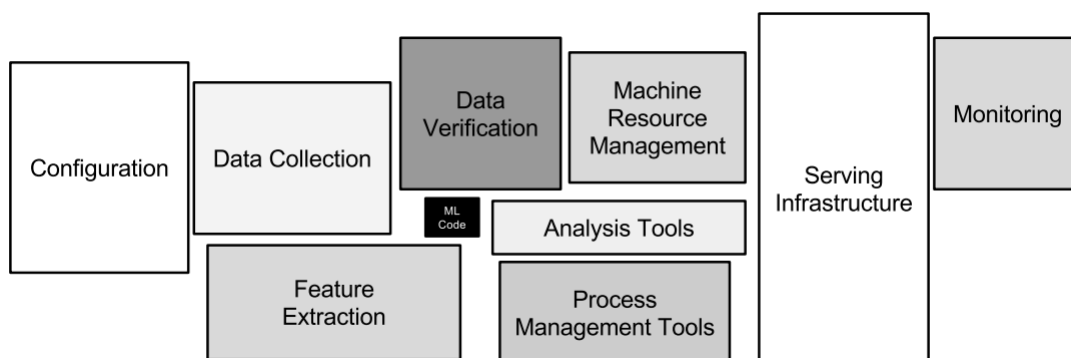 Configuration
Data Collection
Data
Verification
Machine
Resource
Management
Serving
Infrastructure
Monitoring
ML
Code
Analysis Tools
Feature
Extraction
Process
Management Tools